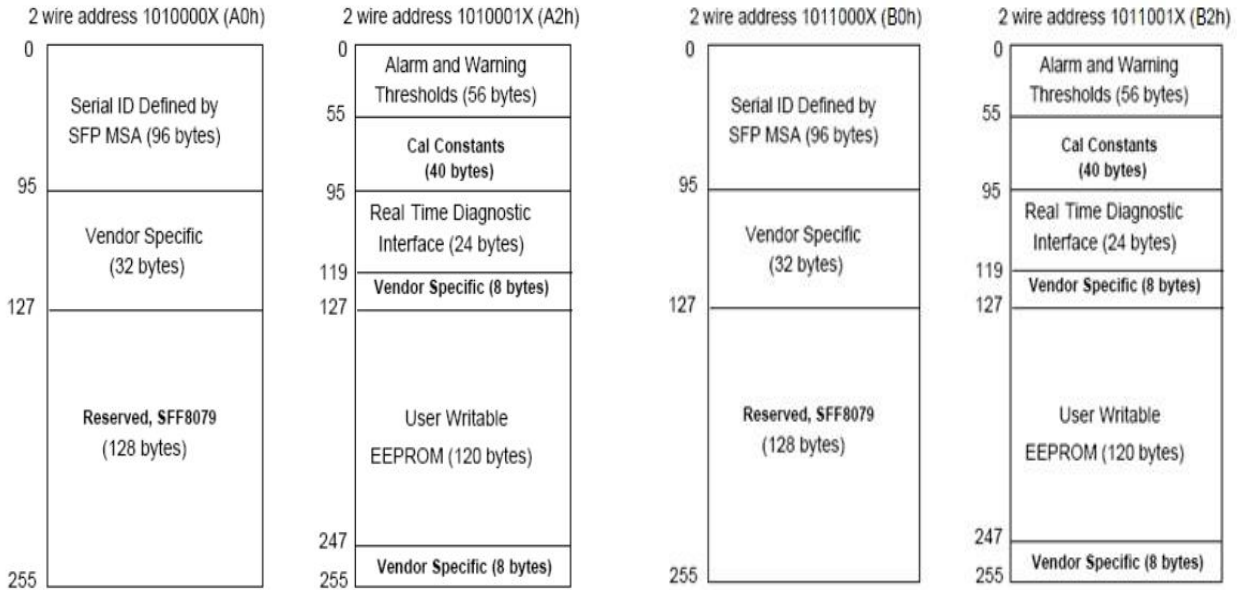 2 wire address 1010000X (A0h)
0
Serial ID Defined by
SFP MSA (96 bytes)
95
Vendor Specific
(32 bytes)
127
Reserved, SFF8079
(128 bytes)
255
2 wire address 1010001X (A2h)
0
Alarm and Warning
Thresholds (56 bytes)
55
Cal Constants
(40 bytes)
95
Real Time Diagnostic
Interface (24 bytes)
119
Vendor Specific (8 bytes)
127
User Writable
EEPROM (120 bytes)
247
Vendor Specific (8 bytes)
255
2 wire address 1011000X (B0h)
0
Serial ID Defined by
SFP MSA (96 bytes)
95
Vendor Specific
(32 bytes)
127
Reserved, SFF8079
(128 bytes)
255
2 wire address 1011001X (B2h)
0
Alarm and Warning
Thresholds (56 bytes)
55
Cal Constants
(40 bytes)
95
Real Time Diagnostic
Interface (24 bytes)
119
Vendor Specific (8 bytes)
127
User Writable
EEPROM (120 bytes)
247
Vendor Specific (8 bytes)
255